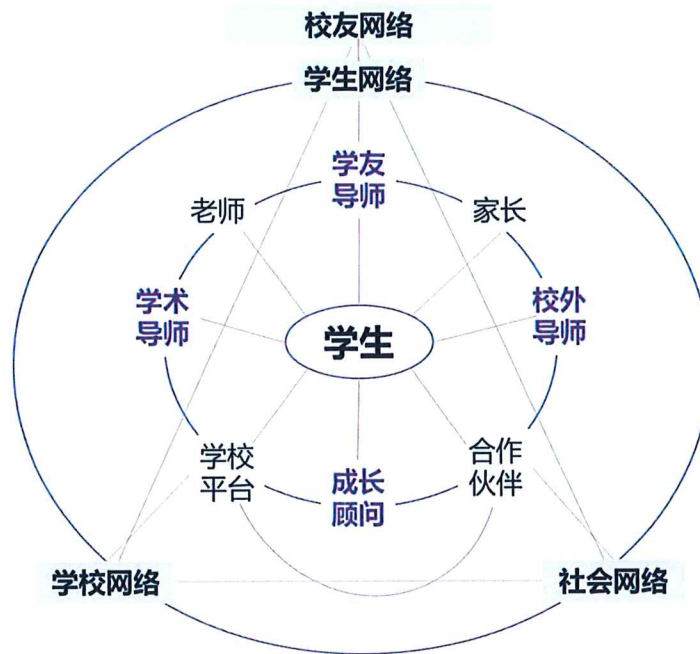 校友网络
学生网络
学友
导师
老师
家长
学术
导师
校外
导师
学生
学校
平台
成长
顾问
合作
伙伴
学校网络
社会网络